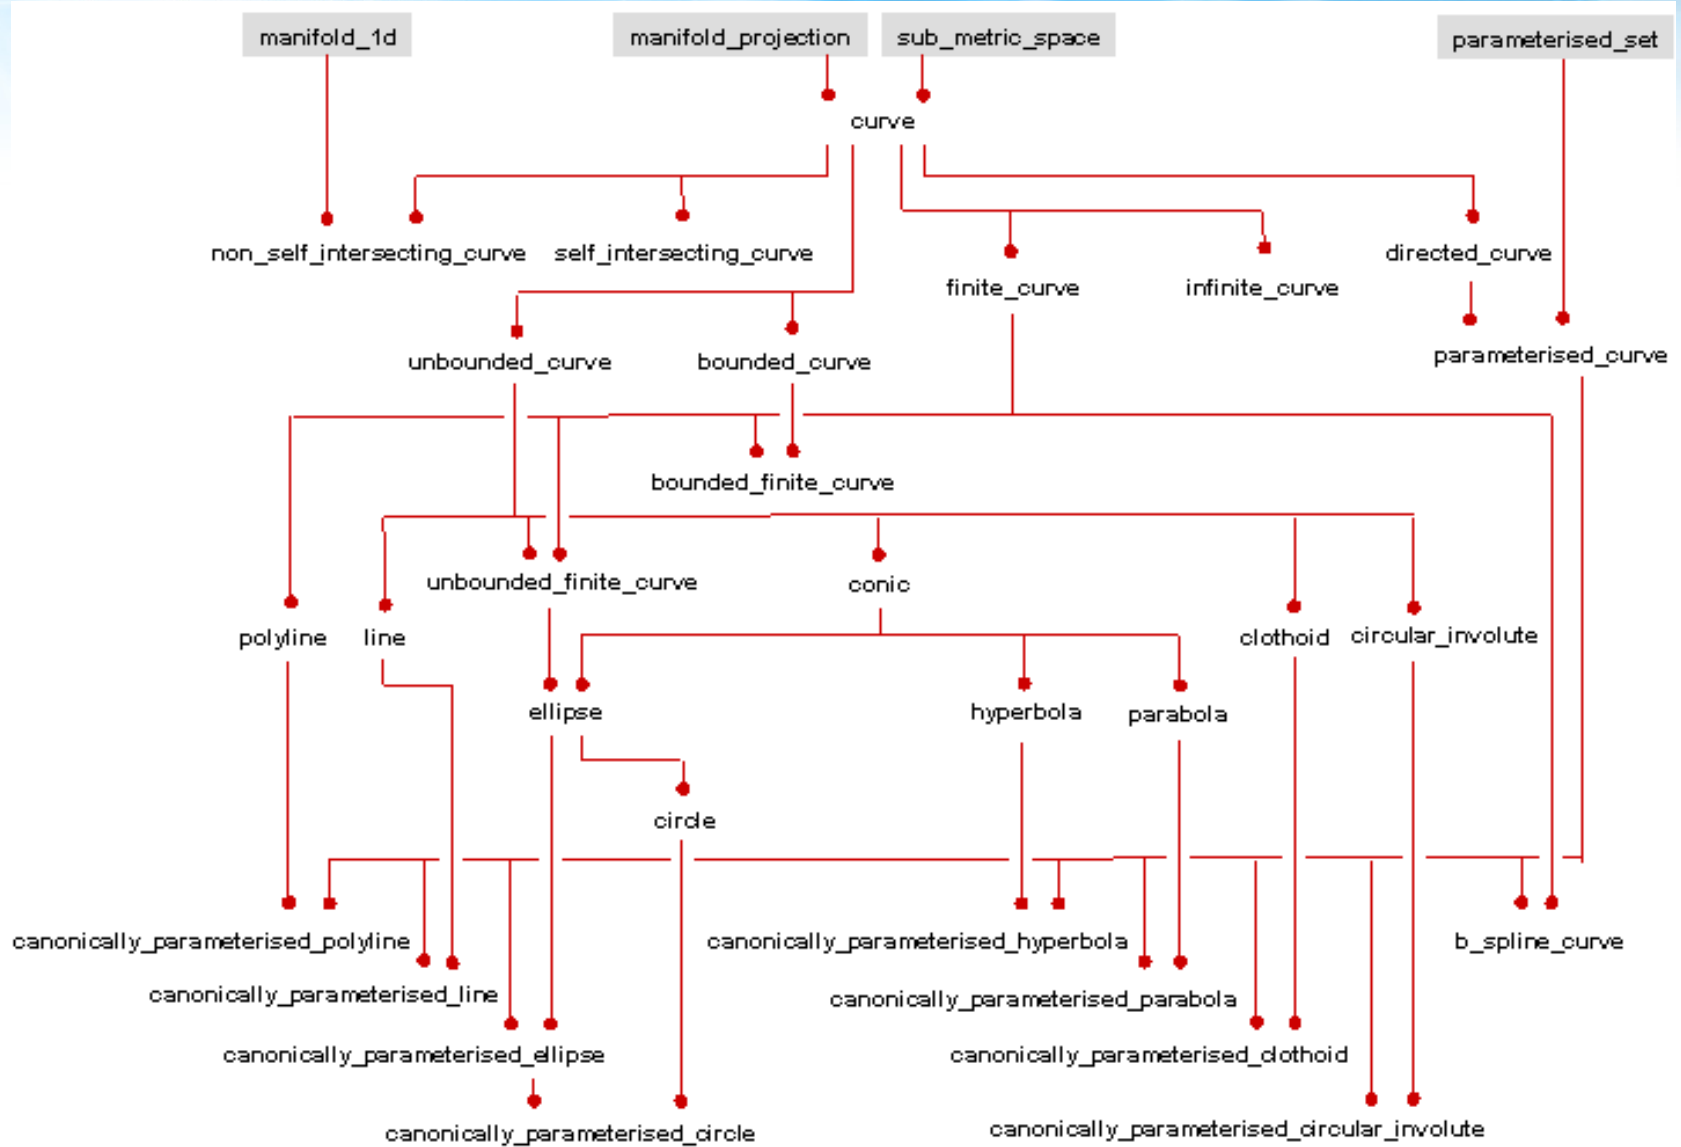 manifold_1d
manifold_projection
sub_metric_space
parameterised_set
curve
non_self_intersecting_curve
self_intersecting_curve
directed_curve
finite_curve
infinite_curve
unbounded_curve
bounded_curve
parameterised_curve
bounded_finite_curve
unbounded_finite_curve
conic
polyline
line
clothoid
circular_involute
ellipse
hyperbola
parabola
circle
canonically_parameterised_polyline
canonically_parameterised_hyperbola
b_spline_curve
canonically_parameterised_line
canonically_parameterised_parabola
canonically_parameterised_ellipse
canonically_parameterised_clothoid
canonically_parameterised_circle
canonically_parameterised_circular_involute